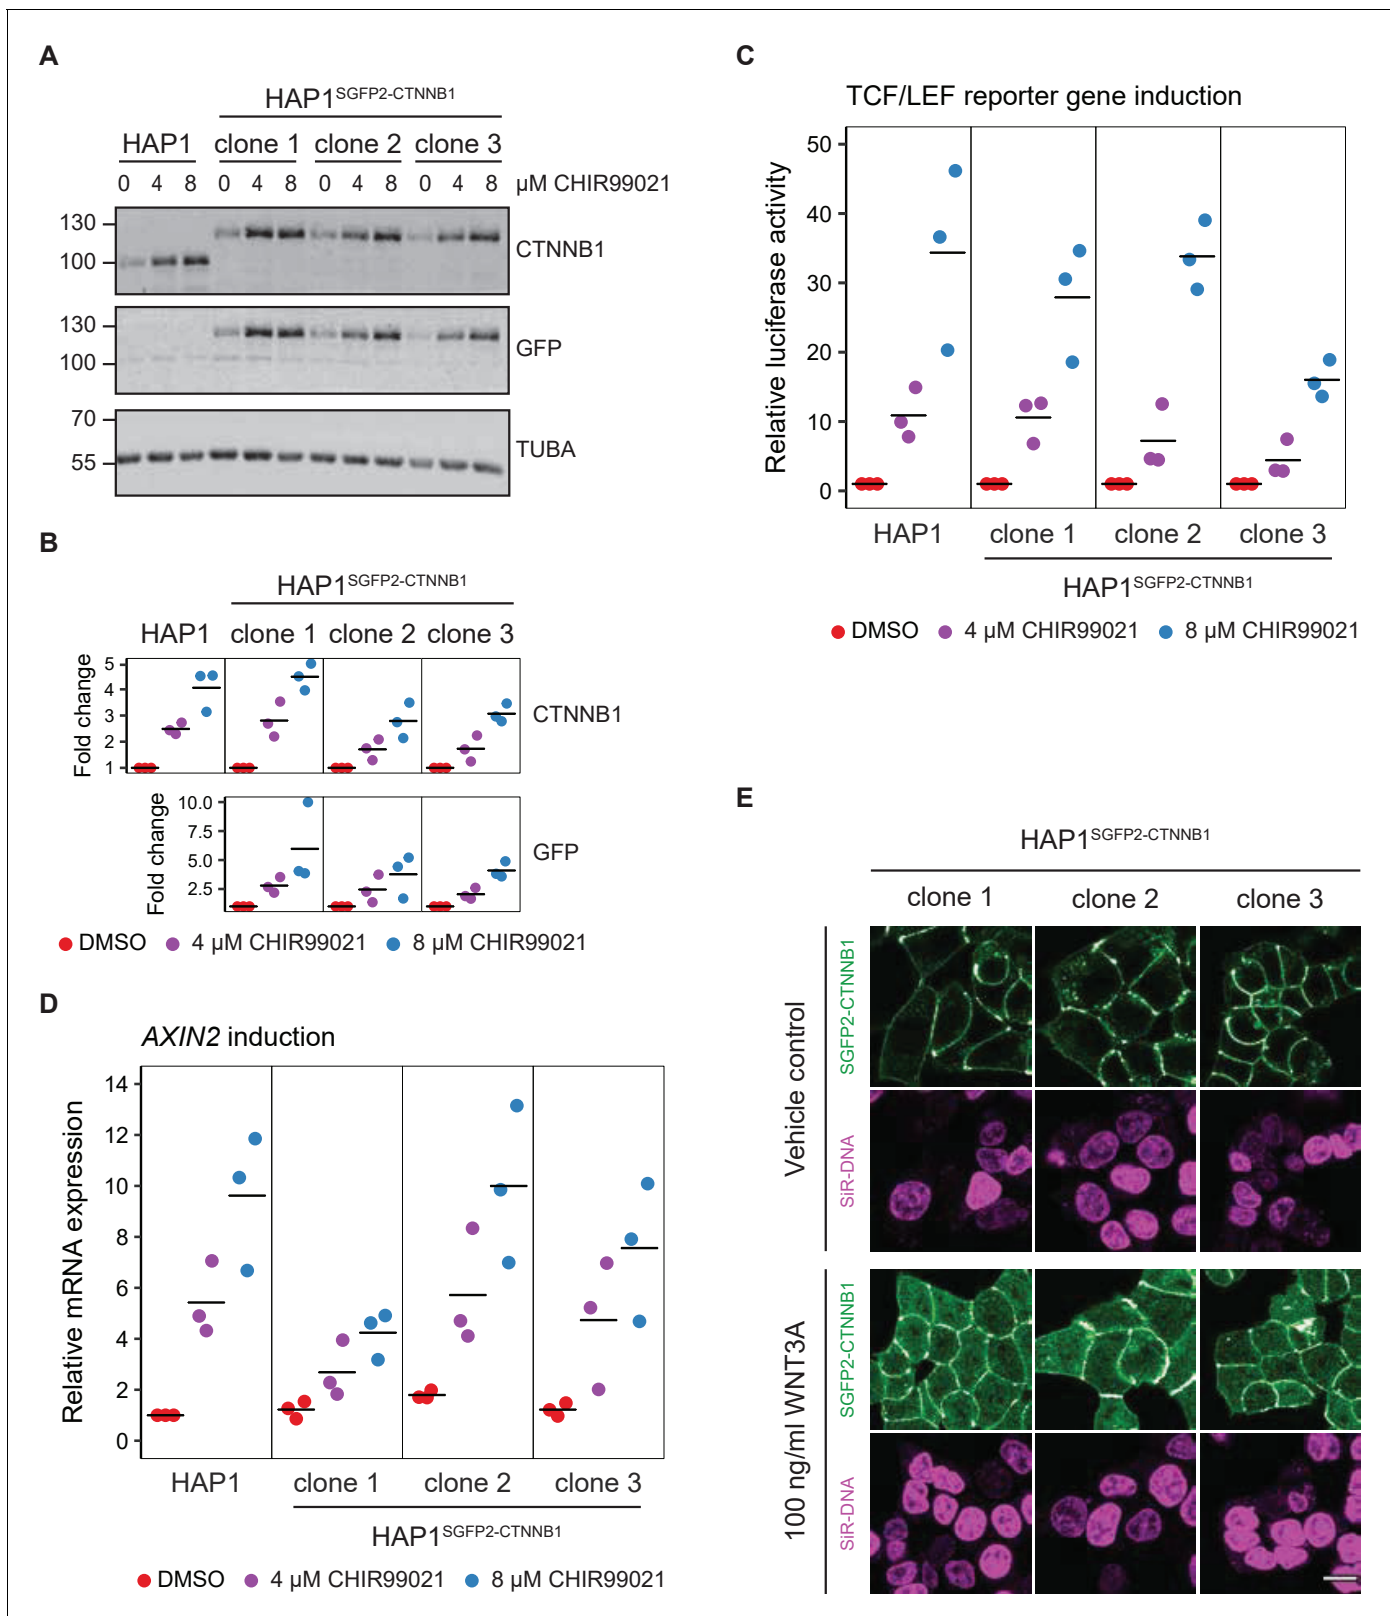 A
HAP1SGFP2-CTNNB1
HAP1 clone 1 clone 2 clone 3
0 4 8 0 4 8 0 4 8 0 4 8 µM CHIR99021
130
100
CTNNB1
130
100
GFP
70
55
TUBA
B
HAP1SGFP2-CTNNB1
HAP1 clone 1 clone 2 clone 3
Fold change
5
4
3
2
1
CTNNB1
Fold change
10.0
7.5
5.0
2.5
GFP
DMSO 4 µM CHIR99021 8 µM CHIR99021
C
TCF/LEF reporter gene induction
Relative luciferase activity
50
40
30
20
10
0
HAP1 clone 1 clone 2 clone 3
HAP1SGFP2-CTNNB1
DMSO 4 µM CHIR99021 8 µM CHIR99021
D
AXIN2 induction
Relative mRNA expression
14
12
10
8
6
4
2
0
HAP1 clone 1 clone 2 clone 3
HAP1SGFP2-CTNNB1
DMSO 4 µM CHIR99021 8 µM CHIR99021
E
HAP1SGFP2-CTNNB1
clone 1 clone 2 clone 3
Vehicle control
SGFP2-CTNNB1
SiR-DNA
100 ng/ml WNT3A
SGFP2-CTNNB1
SiR-DNA